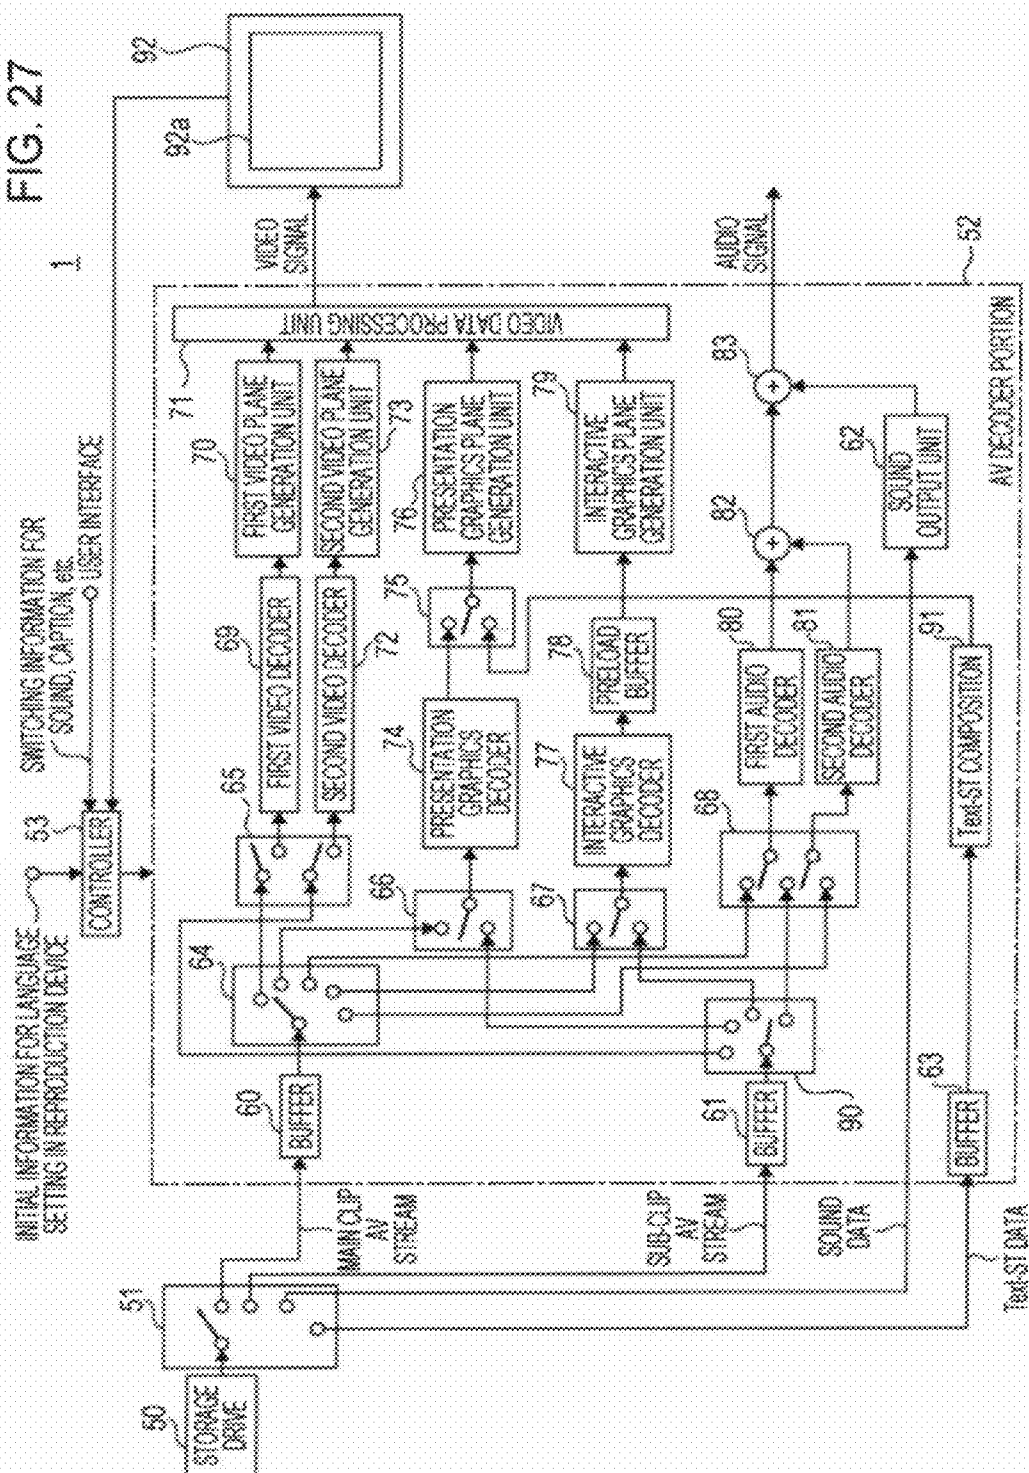 FIG. 27
1
INITIAL INFORMATION FOR LANGUAGE
SETTING IN REPRODUCTION DEVICE
53
CONTROLLER
SWITCHING INFORMATION FOR
SOUND, CAPTION, etc.
USER INTERFACE
92
92a
50
STORAGE
DRIVE
51
MAIN CLIP
AV
STREAM
SUB-CLIP
AV
STREAM
SOUND
DATA
Text-ST DATA
60
BUFFER
61
BUFFER
63
BUFFER
64
90
65
66
67
68
69
FIRST VIDEO DECODER
SECOND VIDEO DECODER
72
74
PRESENTATION
GRAPHICS
DECODER
77
INTERACTIVE
GRAPHICS
DECODER
78
PRELOAD
BUFFER
75
80
FIRST AUDIO
DECODER
81
SECOND AUDIO
DECODER
91
Text-ST COMPOSITION
70
FIRST VIDEO PLANE
GENERATION UNIT
SECOND VIDEO PLANE
GENERATION UNIT
73
76
PRESENTATION
GRAPHICS PLANE
GENERATION UNIT
79
INTERACTIVE
GRAPHICS PLANE
GENERATION UNIT
82
83
62
SOUND
OUTPUT UNIT
71
VIDEO DATA PROCESSING
UNIT
VIDEO
SIGNAL
AUDIO
SIGNAL
AV DECODER PORTION
52